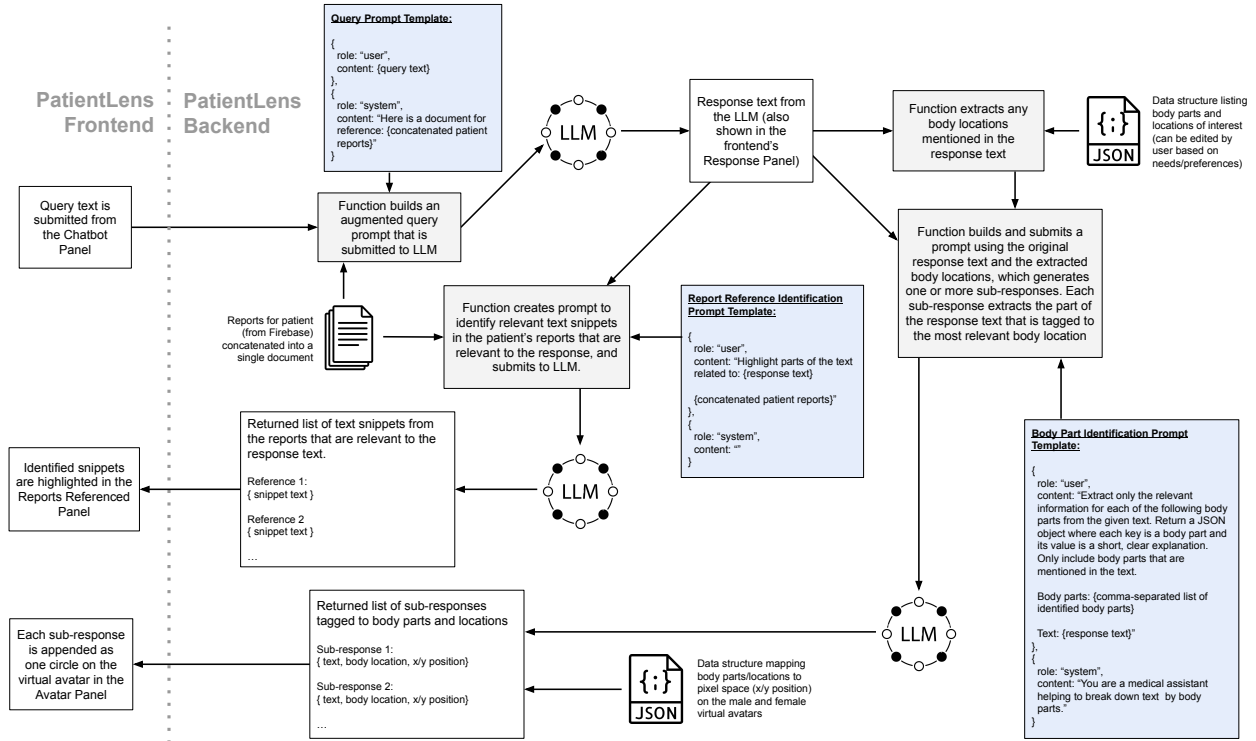 PatientLens
Frontend
PatientLens
Backend
Query Prompt Template:
{
role: “user”,
content: {query text}
},
{
role: “system”,
content: “Here is a document for
reference: {concatenated patient
reports}”
}
LLM
Response text from
the LLM (also
shown in the
frontend’s
Response Panel)
Function extracts any
body locations
mentioned in the
response text
{;}
JSON
Data structure listing
body parts and
locations of interest
(can be edited by
user based on
needs/preferences)
Query text is
submitted from
the Chatbot
Panel
Function builds an
augmented query
prompt that is
submitted to LLM
Function builds and submits a
prompt using the original
response text and the extracted
body locations, which generates
one or more sub-responses. Each
sub-response extracts the part of
the response text that is tagged to
the most relevant body location
Reports for patient
(from Firebase)
concatenated into a
single document
Function creates prompt to
identify relevant text snippets
in the patient’s reports that are
relevant to the response, and
submits to LLM.
Report Reference Identification
Prompt Template:
{
role: “user”,
content: “Highlight parts of the text
related to: {response text}
{concatenated patient reports}”
},
{
role: “system”,
content: “”
}
Identified snippets
are highlighted in the
Reports Referenced
Panel
Returned list of text snippets from
the reports that are relevant to the
response text.
Reference 1:
{ snippet text }
Reference 2
{ snippet text }
...
LLM
Body Part Identification Prompt
Template:
{
role: “user”,
content: “Extract only the relevant
information for each of the following body
parts from the given text. Return a JSON
object where each key is a body part and
its value is a short, clear explanation.
Only include body parts that are
mentioned in the text.
Body parts: {comma-separated list of
identified body parts}
Text: {response text}”
},
{
role: “system”,
content: “You are a medical assistant
helping to break down text by body
parts.”
}
Each sub-response
is appended as
one circle on the
virtual avatar in the
Avatar Panel
Returned list of sub-responses
tagged to body parts and locations
Sub-response 1:
{ text, body location, x/y position}
Sub-response 2:
{ text, body location, x/y position}
...
LLM
{;}
JSON
Data structure mapping
body parts/locations to
pixel space (x/y position)
on the male and female
virtual avatars